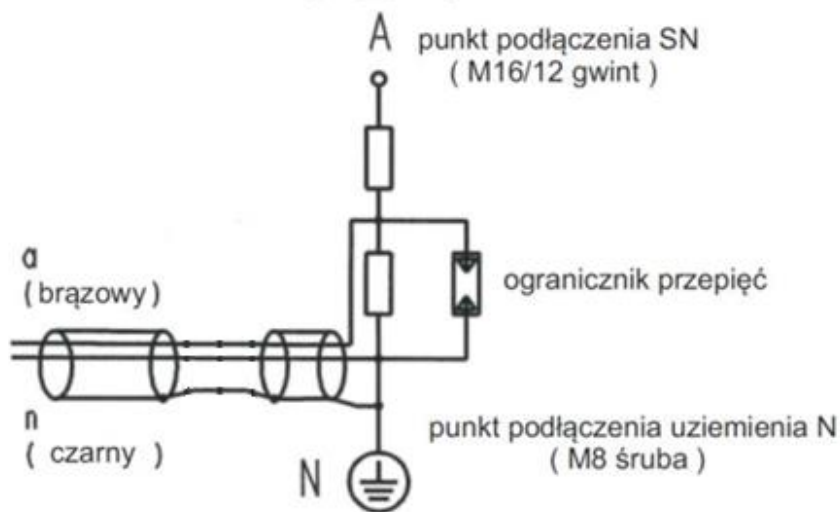 A
punkt podłączenia SN
( M16/12 gwint )
a
( brązowy )
ogranicznik przepięć
n
( czarny )
punkt podłączenia uziemienia N
( M8 śruba )
N